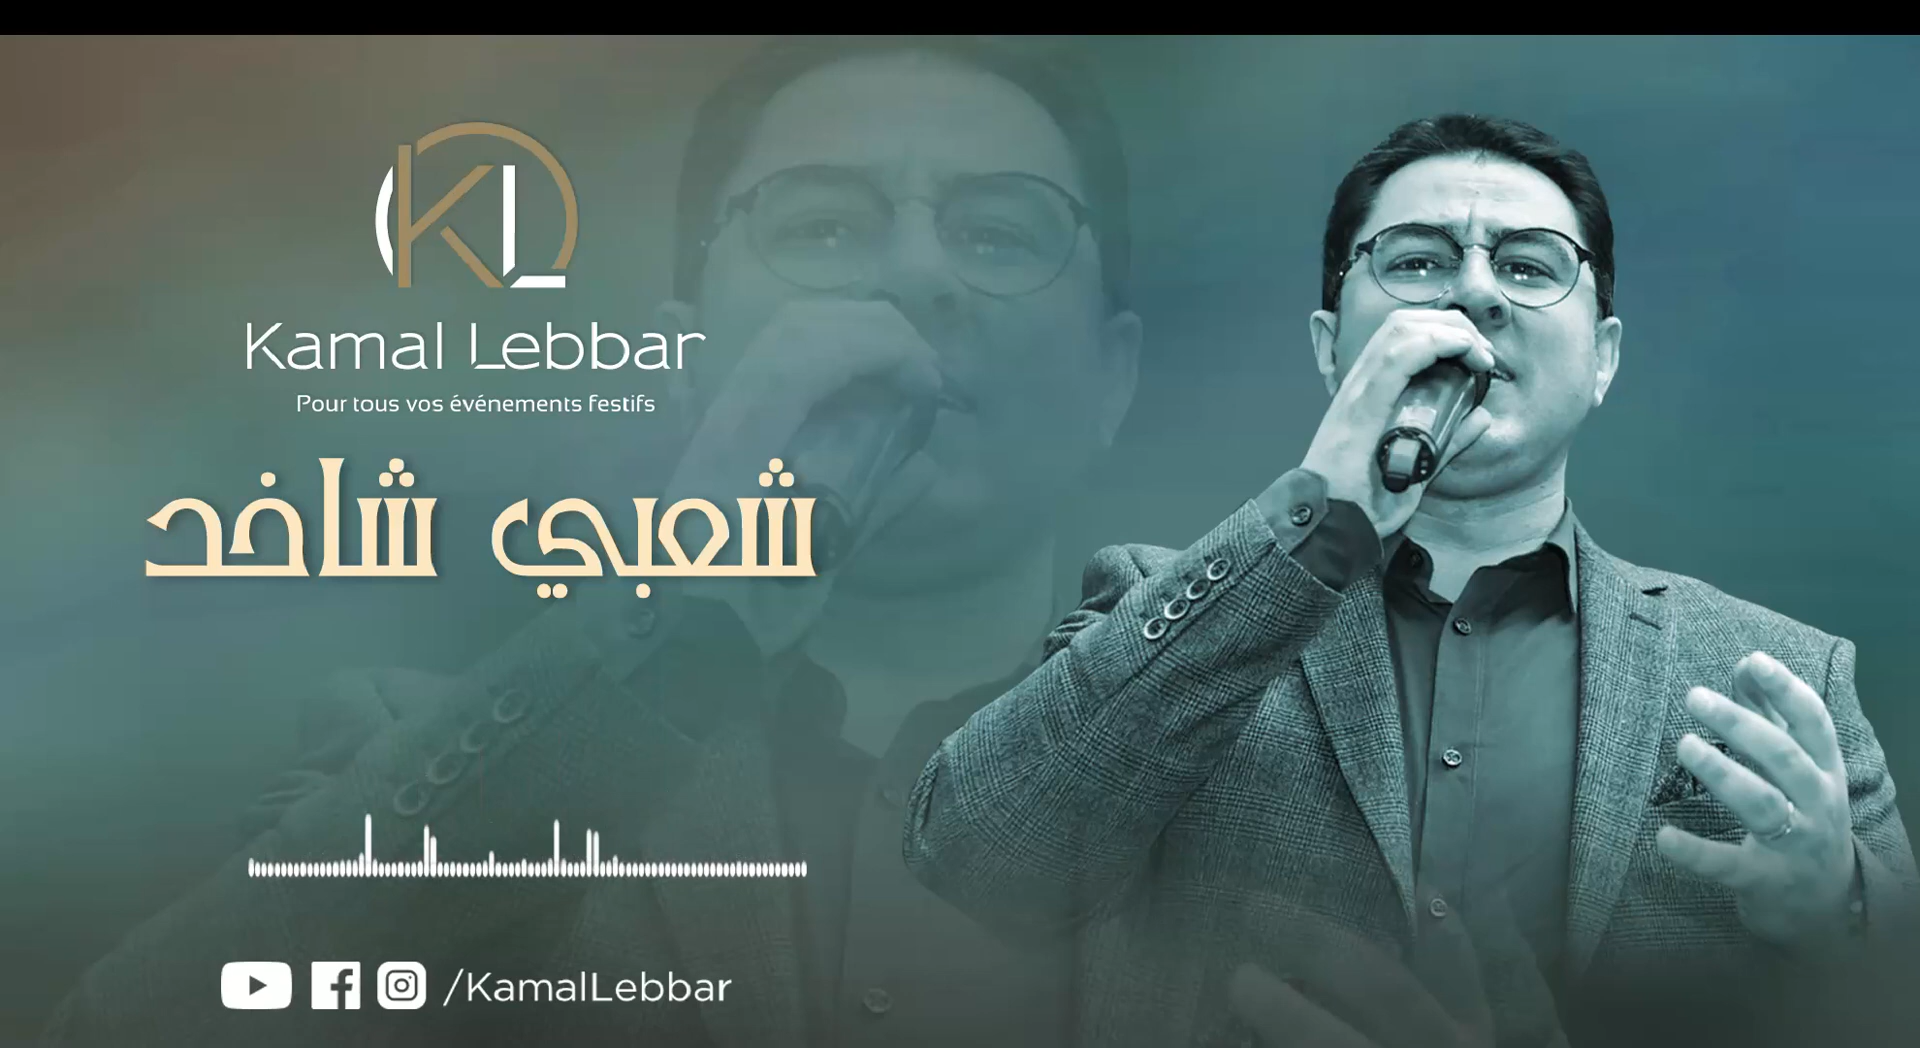 KL
Kamal Lebbar
Pour tous vos événements festifs
شعبي شاخد
/KamalLebbar